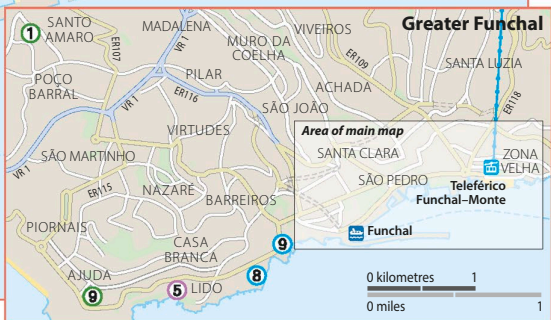 Greater Funchal
1
SANTO
AMARO
ER107
MADALENA
VR 1
MURO DA
COELHA
VIVEIROS
ER109
SANTA LUZIA
ER118
POÇO
BARRAL
VR 1
ER116
PILAR
ACHADA
SÃO JOÃO
VIRTUDES
Area of main map
SANTA CLARA
ZONA
VELHA
SÃO MARTINHO
VR 1
ER115
NAZARÉ
BARREIROS
SÃO PEDRO
Teleférico
Funchal–Monte
PIORNAIS
CASA
BRANCA
9
Funchal
AJUDA
9
5
LIDO
8
0 kilometres 1
0 miles 1